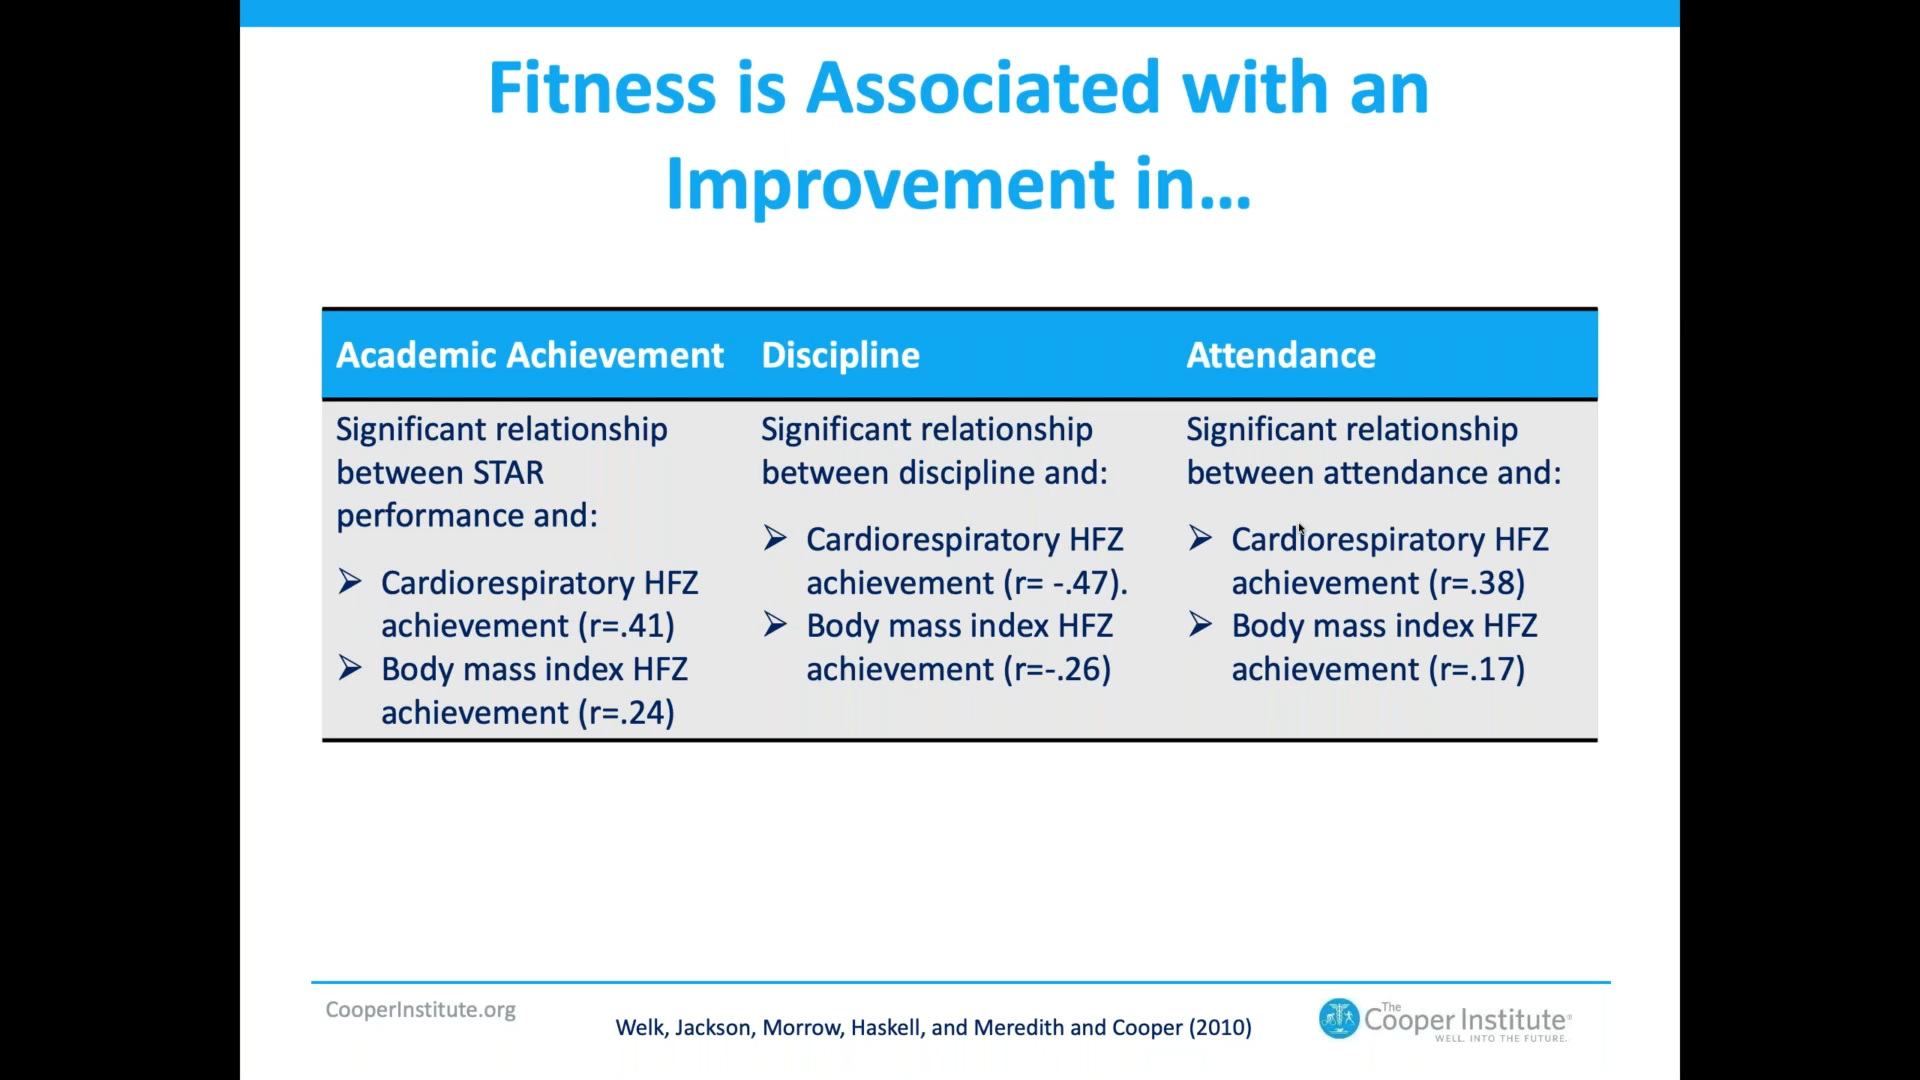 Fitness is Associated with an
Improvement in...
Academic Achievement
Significant relationship
between STAR
performance and:
➢ Cardiorespiratory HFZ
achievement (r=.41)
➢ Body mass index HFZ
achievement (r=.24)
Discipline
Significant relationship
between discipline and:
➢ Cardiorespiratory HFZ
achievement (r= -.47).
➢ Body mass index HFZ
achievement (r=-.26)
Attendance
Significant relationship
between attendance and:
➢ Cardiorespiratory HFZ
achievement (r=.38)
➢ Body mass index HFZ
achievement (r=.17)
CooperInstitute.org
Welk, Jackson, Morrow, Haskell, and Meredith and Cooper (2010)
The
Cooper Institute®
WELL. INTO THE FUTURE.